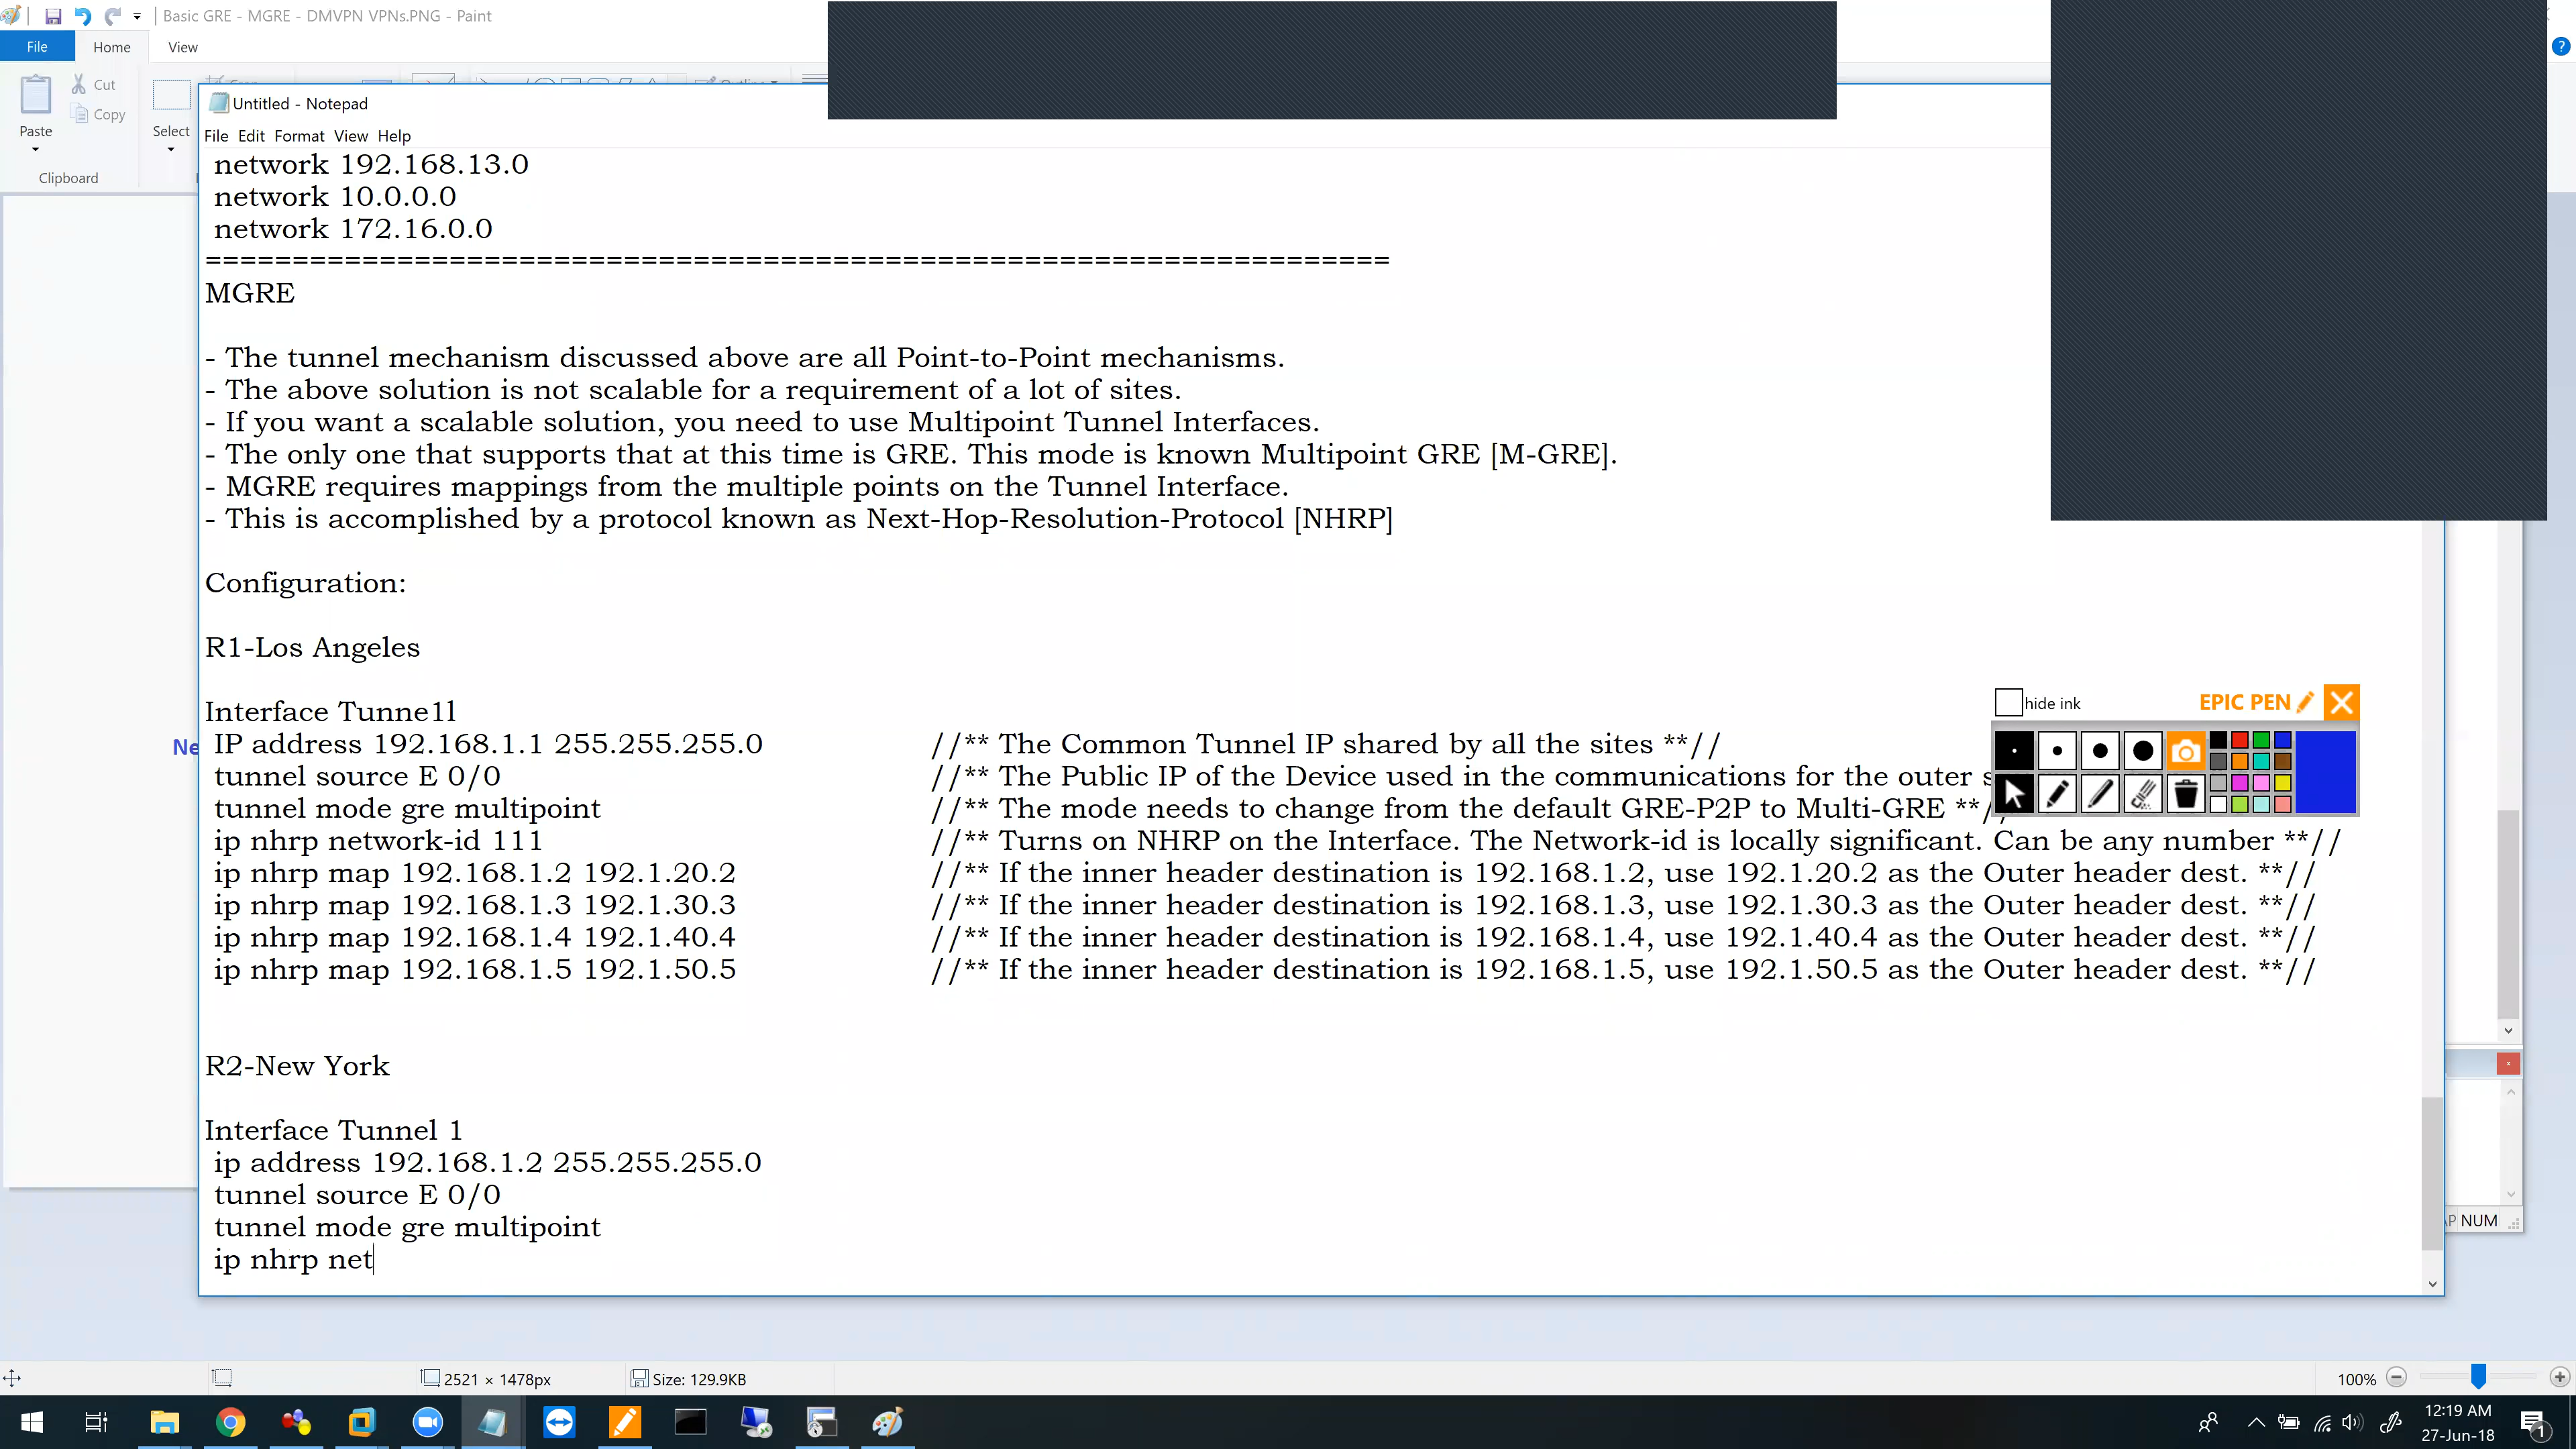 Basic GRE - MGRE - DMVPN VPNs.PNG - Paint
File Home View
Paste
Cut
Copy
Select
Clipboard
Untitled - Notepad
File Edit Format View Help
network 192.168.13.0
network 10.0.0.0
network 172.16.0.0
====================================================================
MGRE
- The tunnel mechanism discussed above are all Point-to-Point mechanisms.
- The above solution is not scalable for a requirement of a lot of sites.
- If you want a scalable solution, you need to use Multipoint Tunnel Interfaces.
- The only one that supports that at this time is GRE. This mode is known Multipoint GRE [M-GRE].
- MGRE requires mappings from the multiple points on the Tunnel Interface.
- This is accomplished by a protocol known as Next-Hop-Resolution-Protocol [NHRP]
Configuration:
R1-Los Angeles
Interface Tunne1l
IP address 192.168.1.1 255.255.255.0 //** The Common Tunnel IP shared by all the sites **//
tunnel source E 0/0 //** The Public IP of the Device used in the communications for the outer s
tunnel mode gre multipoint //** The mode needs to change from the default GRE-P2P to Multi-GRE **/
ip nhrp network-id 111 //** Turns on NHRP on the Interface. The Network-id is locally significant. Can be any number **//
ip nhrp map 192.168.1.2 192.1.20.2 //** If the inner header destination is 192.168.1.2, use 192.1.20.2 as the Outer header dest. **//
ip nhrp map 192.168.1.3 192.1.30.3 //** If the inner header destination is 192.168.1.3, use 192.1.30.3 as the Outer header dest. **//
ip nhrp map 192.168.1.4 192.1.40.4 //** If the inner header destination is 192.168.1.4, use 192.1.40.4 as the Outer header dest. **//
ip nhrp map 192.168.1.5 192.1.50.5 //** If the inner header destination is 192.168.1.5, use 192.1.50.5 as the Outer header dest. **//
R2-New York
Interface Tunnel 1
ip address 192.168.1.2 255.255.255.0
tunnel source E 0/0
tunnel mode gre multipoint
ip nhrp net
hide ink EPIC PEN
Ne
NUM
2521 × 1478px
Size: 129.9KB
100%
12:19 AM
27-Jun-18
1